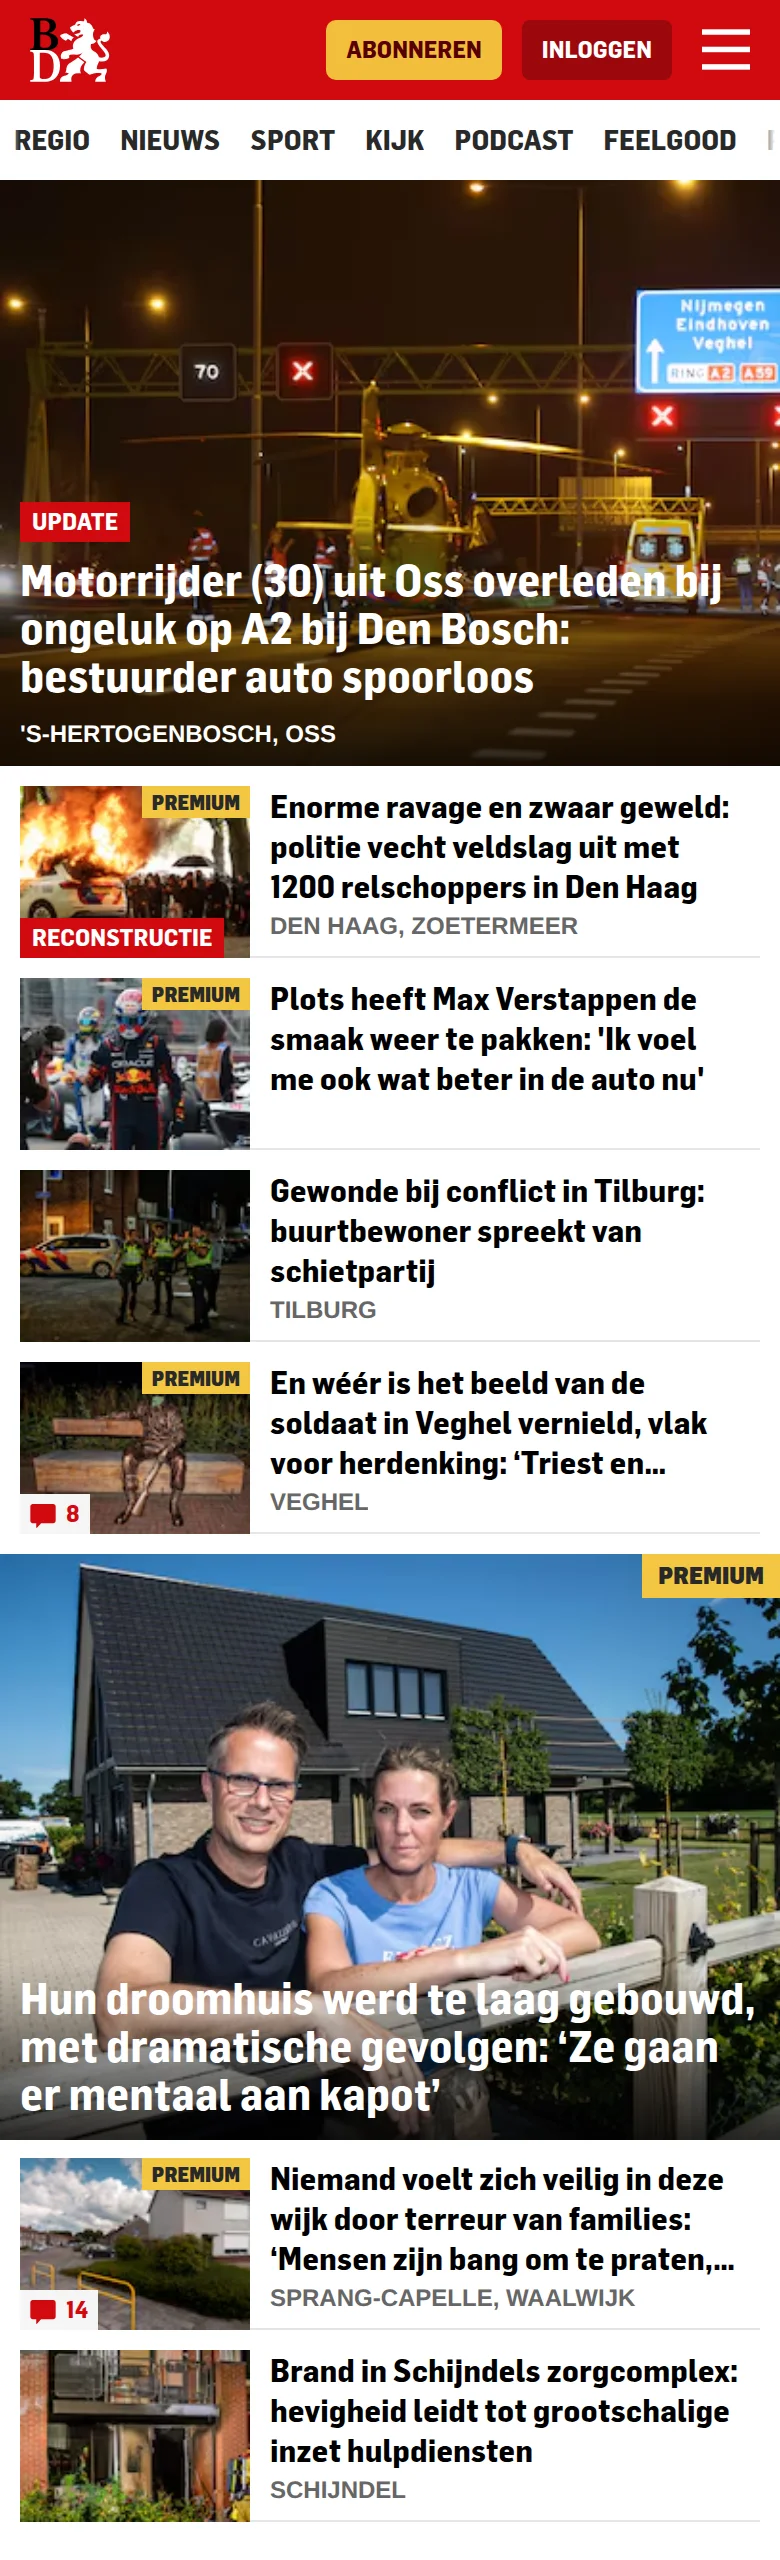 BD
ABONNEREN
INLOGGEN
REGIO NIEUWS SPORT KIJK PODCAST FEELGOOD
Nijmegen
Eindhoven
Veghel
RING A2 A59
70
UPDATE
Motorrijder (30) uit Oss overleden bij
ongeluk op A2 bij Den Bosch:
bestuurder auto spoorloos
'S-HERTOGENBOSCH, OSS
PREMIUM
RECONSTRUCTIE
Enorme ravage en zwaar geweld:
politie vecht veldslag uit met
1200 relschoppers in Den Haag
DEN HAAG, ZOETERMEER
PREMIUM
Plots heeft Max Verstappen de
smaak weer te pakken: 'Ik voel
me ook wat beter in de auto nu'
Gewonde bij conflict in Tilburg:
buurtbewoner spreekt van
schietpartij
TILBURG
PREMIUM
8
En wéér is het beeld van de
soldaat in Veghel vernield, vlak
voor herdenking: ‘Triest en...
VEGHEL
PREMIUM
Hun droomhuis werd te laag gebouwd,
met dramatische gevolgen: ‘Ze gaan
er mentaal aan kapot’
PREMIUM
14
Niemand voelt zich veilig in deze
wijk door terreur van families:
‘Mensen zijn bang om te praten,...
SPRANG-CAPELLE, WAALWIJK
Brand in Schijndels zorgcomplex:
hevigheid leidt tot grootschalige
inzet hulpdiensten
SCHIJNDEL